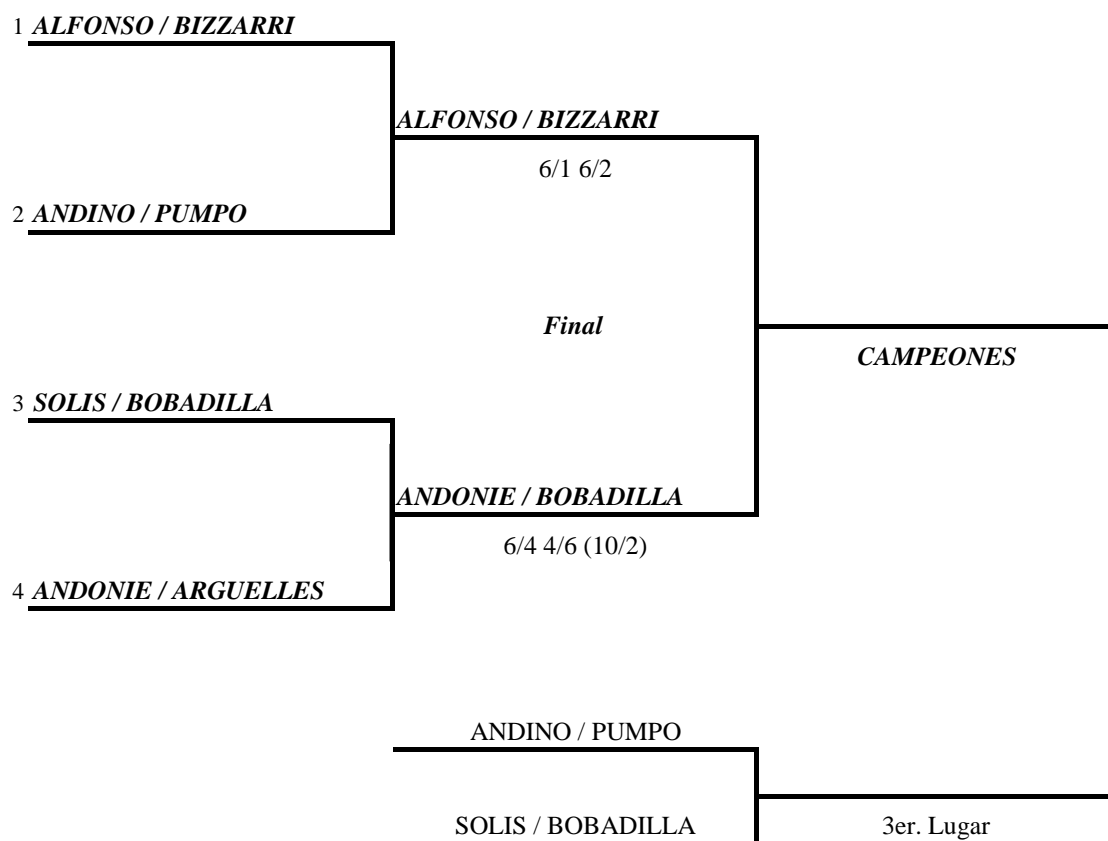 1 ALFONSO / BIZZARRI
ALFONSO / BIZZARRI
6/1 6/2
2 ANDINO / PUMPO
Final
CAMPEONES
3 SOLIS / BOBADILLA
ANDONIE / BOBADILLA
6/4 4/6 (10/2)
4 ANDONIE / ARGUELLES
ANDINO / PUMPO
SOLIS / BOBADILLA
3er. Lugar